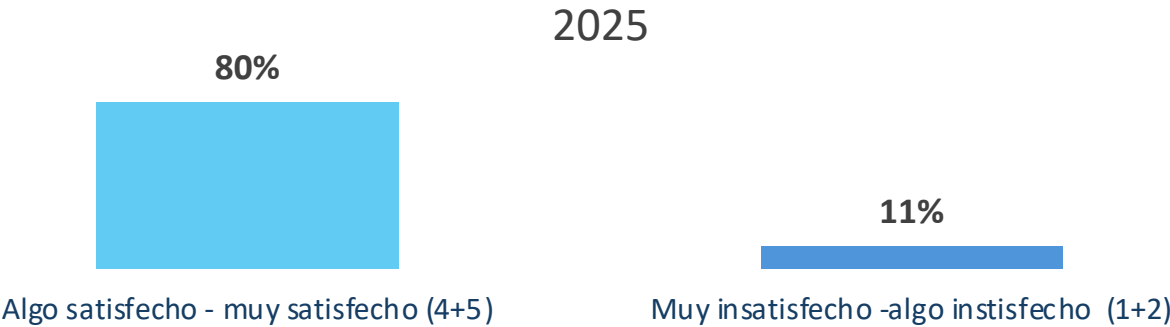 2025
80%
11%
Algo satisfecho - muy satisfecho (4+5)
Muy insatisfecho -algo instisfecho (1+2)